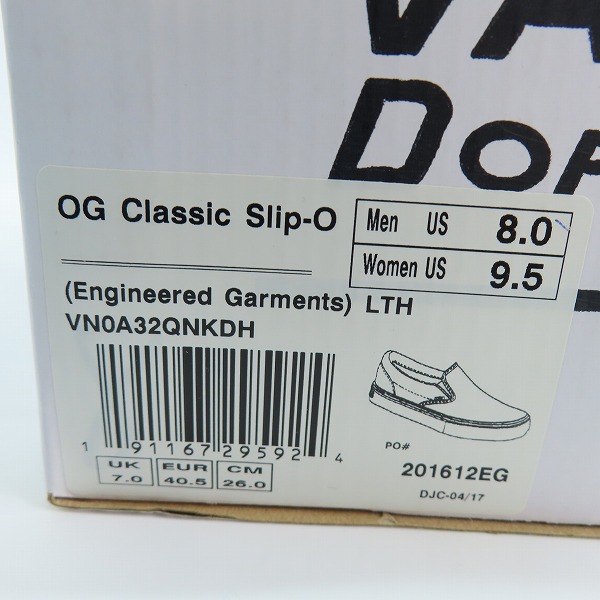 VA
DO
OG Classic Slip-O
Men US 8.0
Women US 9.5
(Engineered Garments) LTH
VN0A32QNKDH
1 91167 29592 4
UK 7.0 EUR 40.5 CM 26.0
PO#
201612EG
DJC-04/17